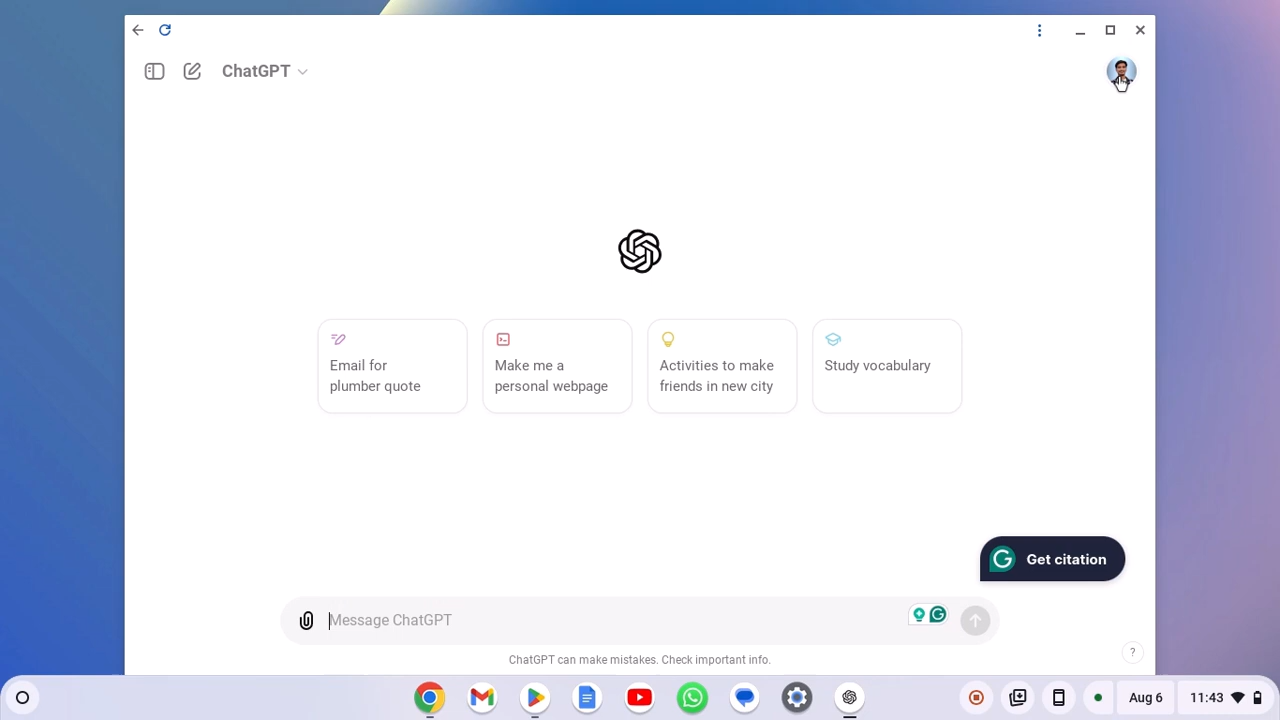 ChatGPT
Email for
plumber quote
Make me a
personal webpage
Activities to make
friends in new city
Study vocabulary
Get citation
Message ChatGPT
ChatGPT can make mistakes. Check important info.
?
Aug 6
11:43